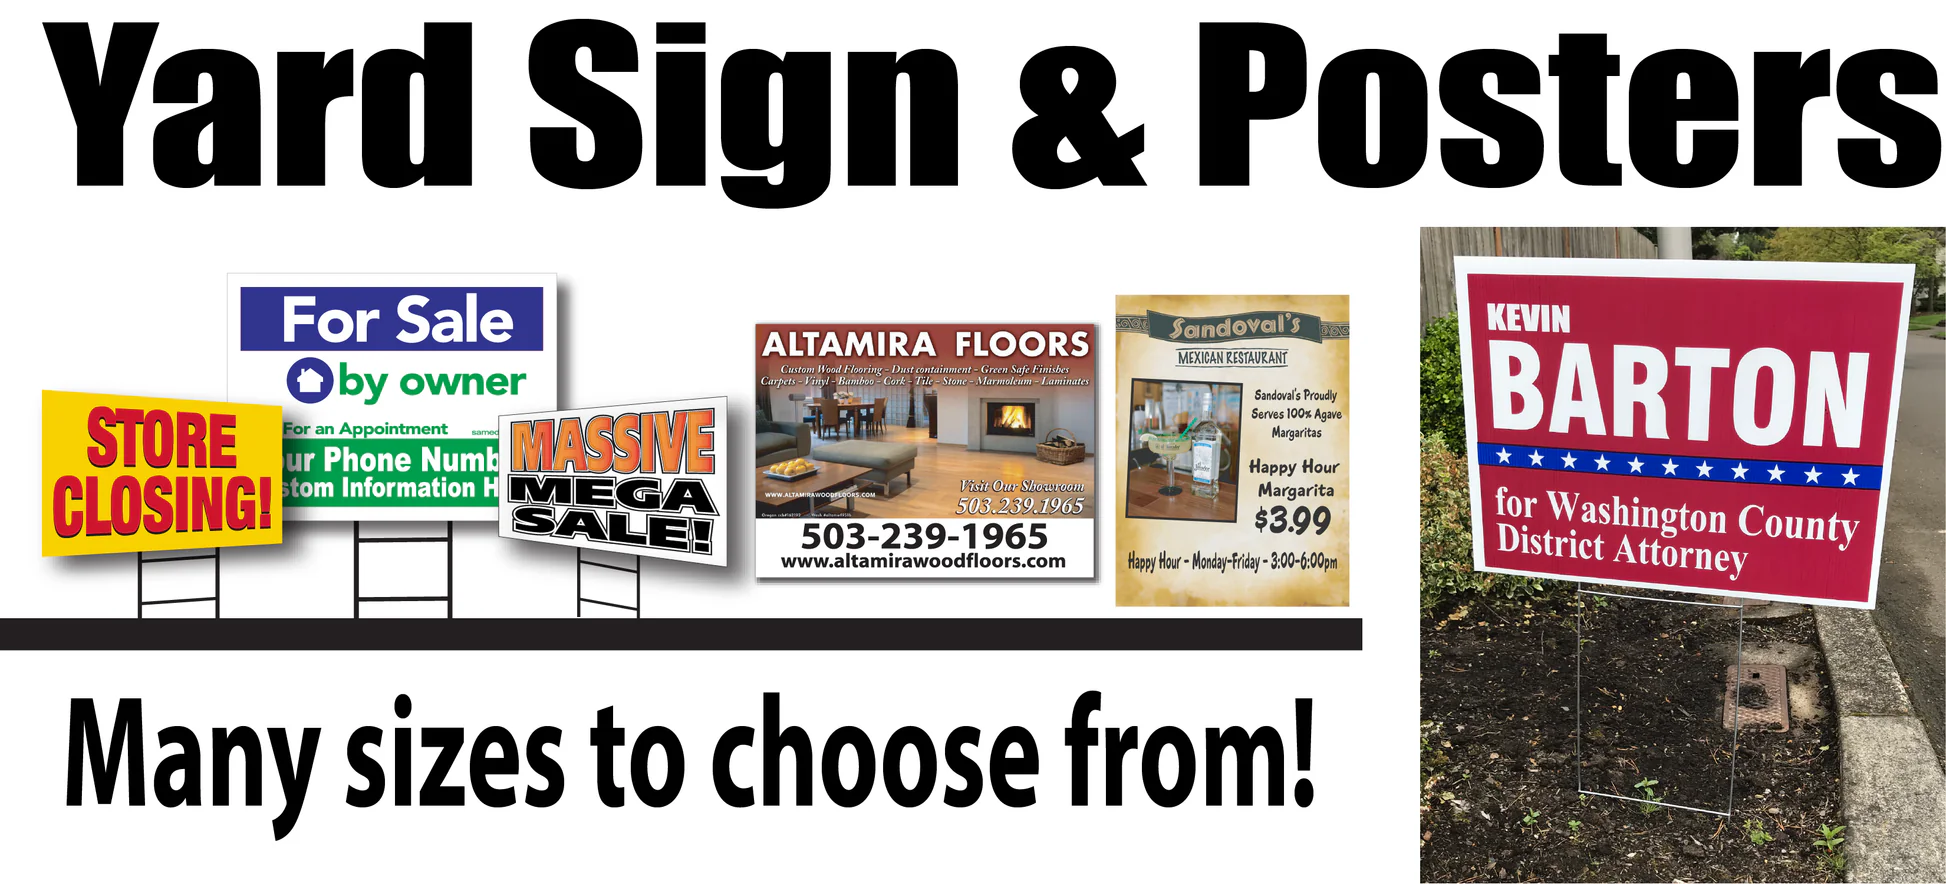 Yard Sign & Posters
For Sale
by owner
For an Appointment
samed
ur Phone Numb
stom Information H
STORE
CLOSING!
MASSIVE
MEGA
SALE!
ALTAMIRA FLOORS
Custom Wood Flooring - Dust containment - Green Safe Finishes
Carpets - Vinyl - Bamboo - Cork - Tile - Stone - Marmoleum - Laminates
WWW.ALTAMIRAWOODFLOORS.COM
Visit Our Showroom
503.239.1965
503-239-1965
www.altamirawoodfloors.com
Sandoval's
MEXICAN RESTAURANT
Sandoval's Proudly
Serves 100% Agave
Margaritas
Happy Hour
Margarita
$3.99
Happy Hour - Monday-Friday - 3:00-6:00pm
KEVIN
BARTON
for Washington County
District Attorney
Many sizes to choose from!